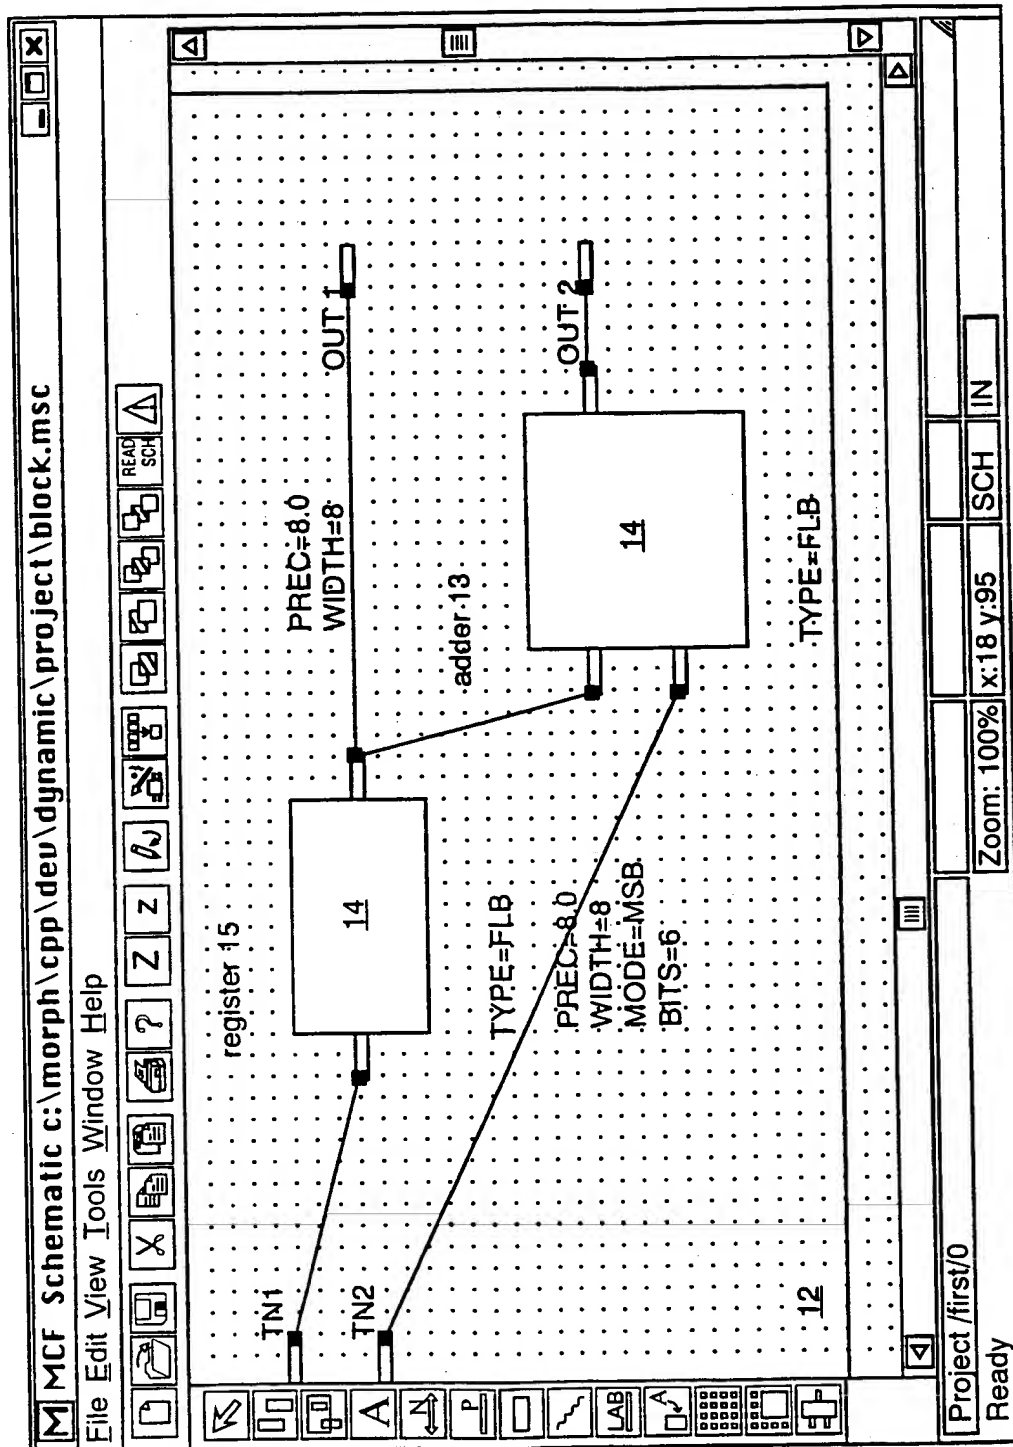 M MCF Schematic c:\morph\cpp\dev\dynamic\project\block.msc
File Edit View Tools Window Help
? Z z READ SCH
A
N
P
LAB
A
register 15
14
TN1
TN2
PREC=8.0
WIDTH=8
OUT 1
adder 13
OUT 2
14
TYPE=FLB
PREC=8.0
WIDTH=8
MODE=MSB
BITS=6
TYPE=FLB
12
Project /first/0
Zoom: 100% x:18 y:95 SCH IN
Ready